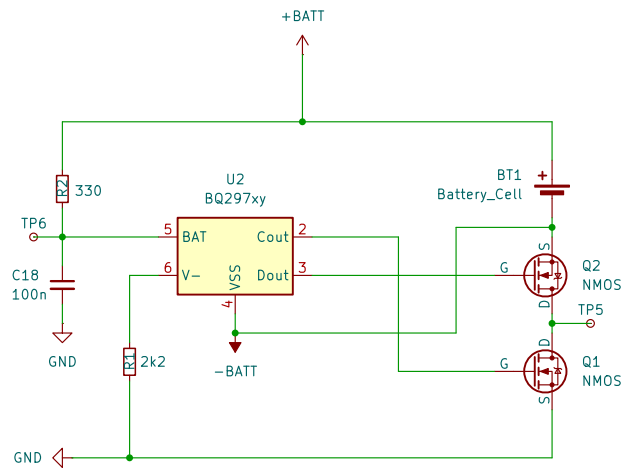 +BATT
U2
BQ297xy
BT1
+
Battery_Cell
R2
330
TP6
5
BAT
Cout
2
6
V-
Dout
3
VSS
4
C18
100n
GND
-BATT
R1
2k2
S
G
Q2
NMOS
D
TP5
D
G
Q1
NMOS
S
GND